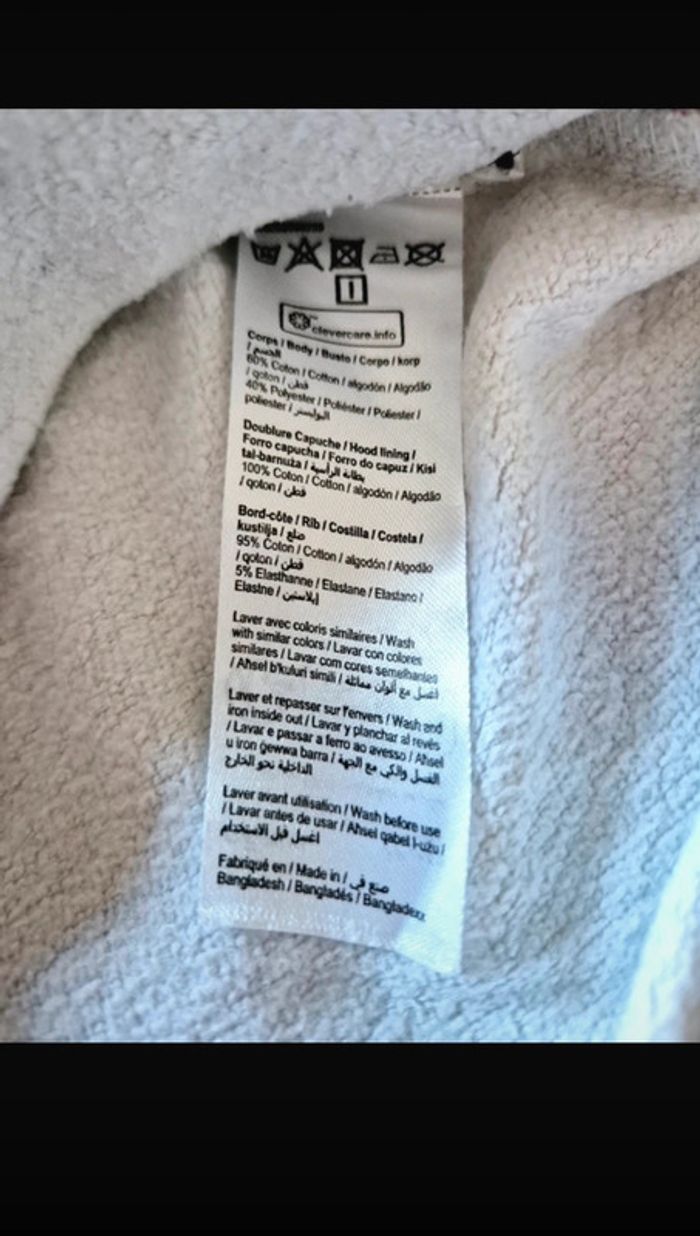 clevercare.info
Corps / Body / Busto / Corpo / korp
/ الجسم
60% Coton / Cotton / algodón / Algodão
/ qoton / قطن
40% Polyester / Poliéster / Poliester /
poliester / البوليستر
Doublure Capuche / Hood lining /
Forro capucha / Forro do capuz / Kisi
tal-barnuża / بطانة الرأسية
100% Coton / Cotton / algodón / Algodão
/ qoton / قطن
Bord-côte / Rib / Costilla / Costela /
kustilja / ضلع
95% Coton / Cotton / algodón / Algodão
/ qoton / قطن
5% Elasthanne / Elastane / Elastano /
Elastne / إيلاستين
Laver avec coloris similaires / Wash
with similar colors / Lavar con colores
similares / Lavar com cores semelhantes
/ Aħsel b'kuluri simili / اغسل مع ألوان مماثلة
Laver et repasser sur l'envers / Wash and
iron inside out / Lavar y planchar al revés
/ Lavar e passar a ferro ao avesso / Aħsel
u iron ġewwa barra / الغسل والكي مع الجهة
الداخلية نحو الخارج
Laver avant utilisation / Wash before use
/ Lavar antes de usar / Aħsel qabel l-użu /
اغسل قبل الاستخدام
Fabriqué en / Made in / صنع في
Bangladesh / Bangladés / Bangladexx